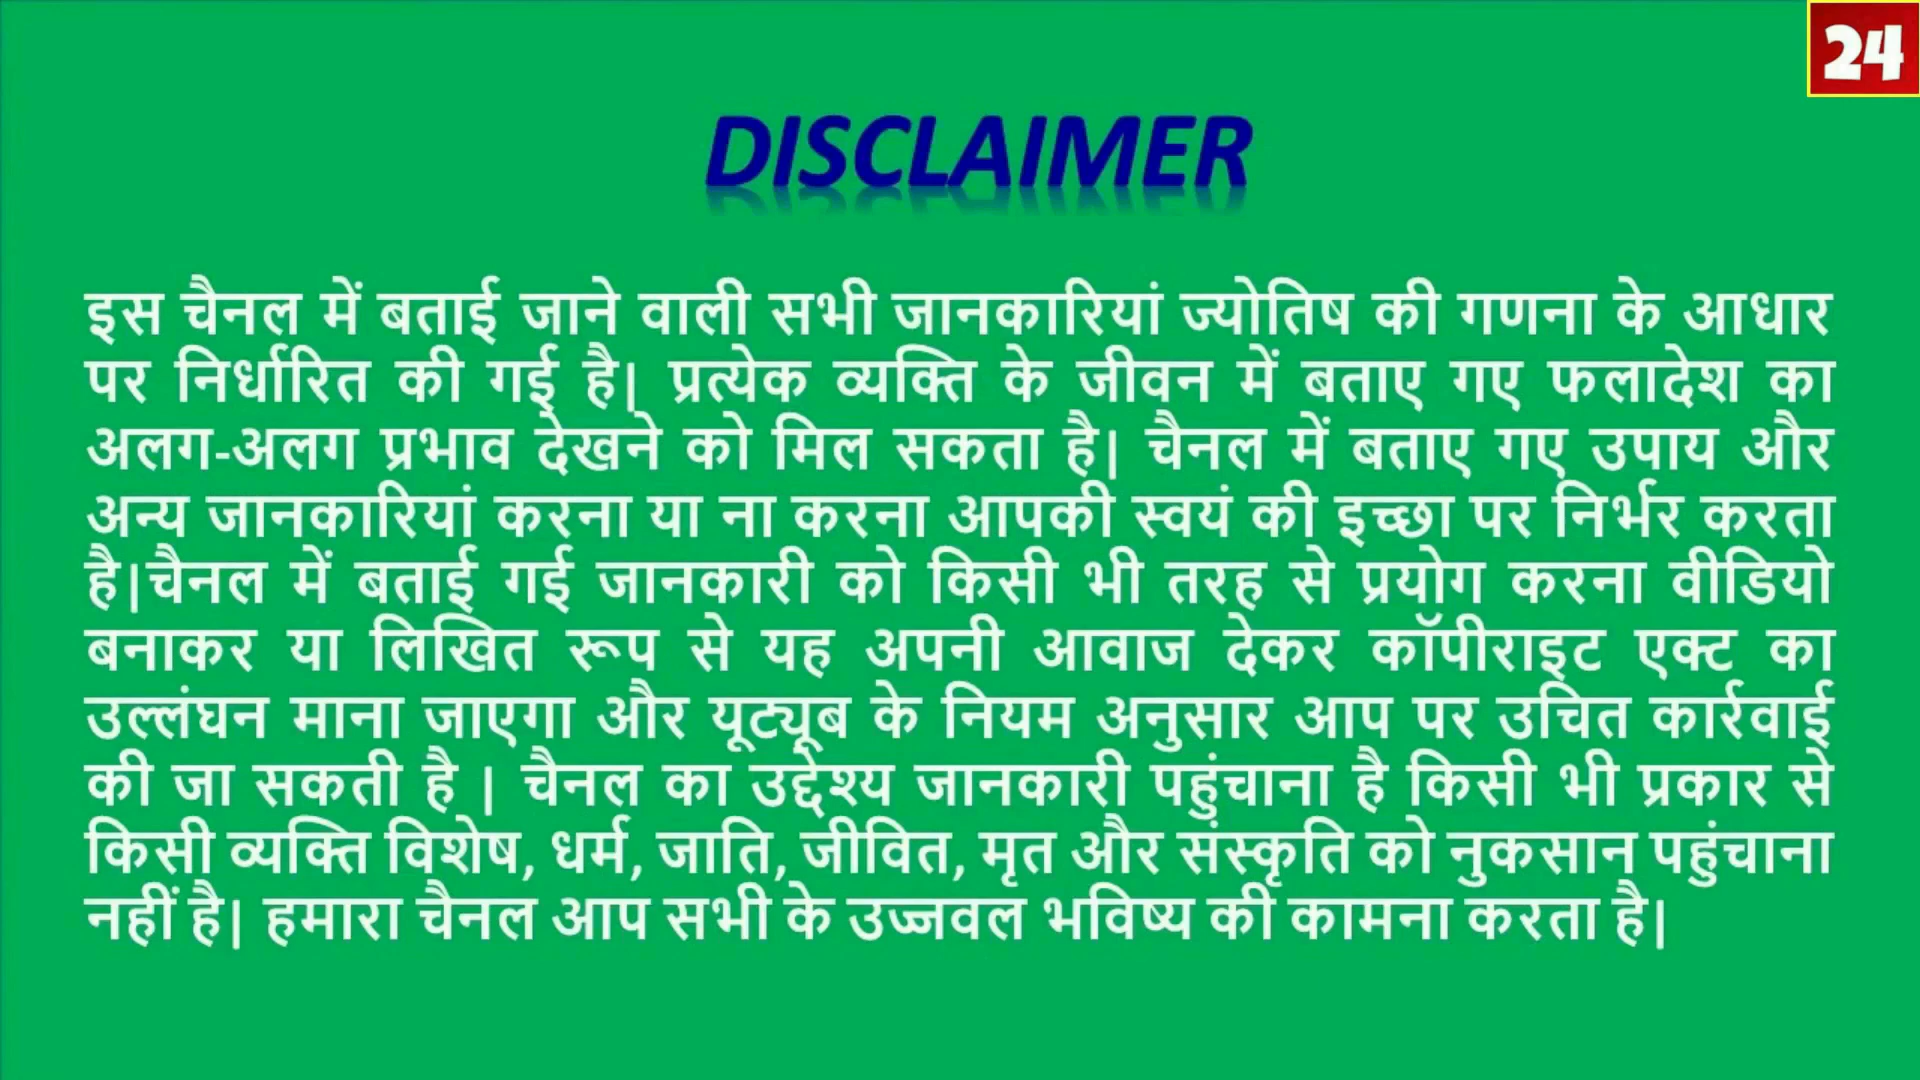 24
DISCLAIMER
इस चैनल में बताई जाने वाली सभी जानकारियां ज्योतिष की गणना के आधार
पर निर्धारित की गई है| प्रत्येक व्यक्ति के जीवन में बताए गए फलादेश का
अलग-अलग प्रभाव देखने को मिल सकता है| चैनल में बताए गए उपाय और
अन्य जानकारियां करना या ना करना आपकी स्वयं की इच्छा पर निर्भर करता
है|चैनल में बताई गई जानकारी को किसी भी तरह से प्रयोग करना वीडियो
बनाकर या लिखित रूप से यह अपनी आवाज देकर कॉपीराइट एक्ट का
उल्लंघन माना जाएगा और यूट्यूब के नियम अनुसार आप पर उचित कार्रवाई
की जा सकती है | चैनल का उद्देश्य जानकारी पहुंचाना है किसी भी प्रकार से
किसी व्यक्ति विशेष, धर्म, जाति, जीवित, मृत और संस्कृति को नुकसान पहुंचाना
नहीं है| हमारा चैनल आप सभी के उज्जवल भविष्य की कामना करता है|